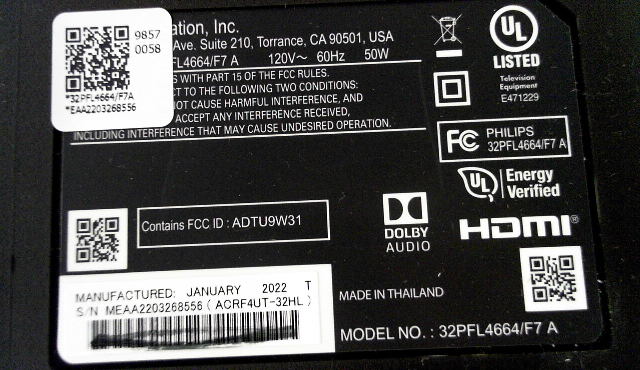 9857
0058
*32PFL4664/F7A
*EAA2203268556
ation, Inc.
Ave. Suite 210, Torrance, CA 90501, USA
FL4664/F7 A 120V~ 60Hz 50W
S WITH PART 15 OF THE FCC RULES.
CT TO THE FOLLOWING TWO CONDITIONS:
NOT CAUSE HARMFUL INTERFERENCE, AND
ACCEPT ANY INTERFERENCE RECEIVED,
INCLUDING INTERFERENCE THAT MAY CAUSE UNDESIRED OPERATION.
UL
LISTED
Television
Equipment
E471229
FC PHILIPS
32PFL4664/F7 A
UL Energy
Verified
Contains FCC ID : ADTU9W31
DOLBY
AUDIO
HDMI®
MANUFACTURED: JANUARY 2022 T
S/N MEAA2203268556 ( ACRF4UT-32HL )
MADE IN THAILAND
MODEL NO. : 32PFL4664/F7 A